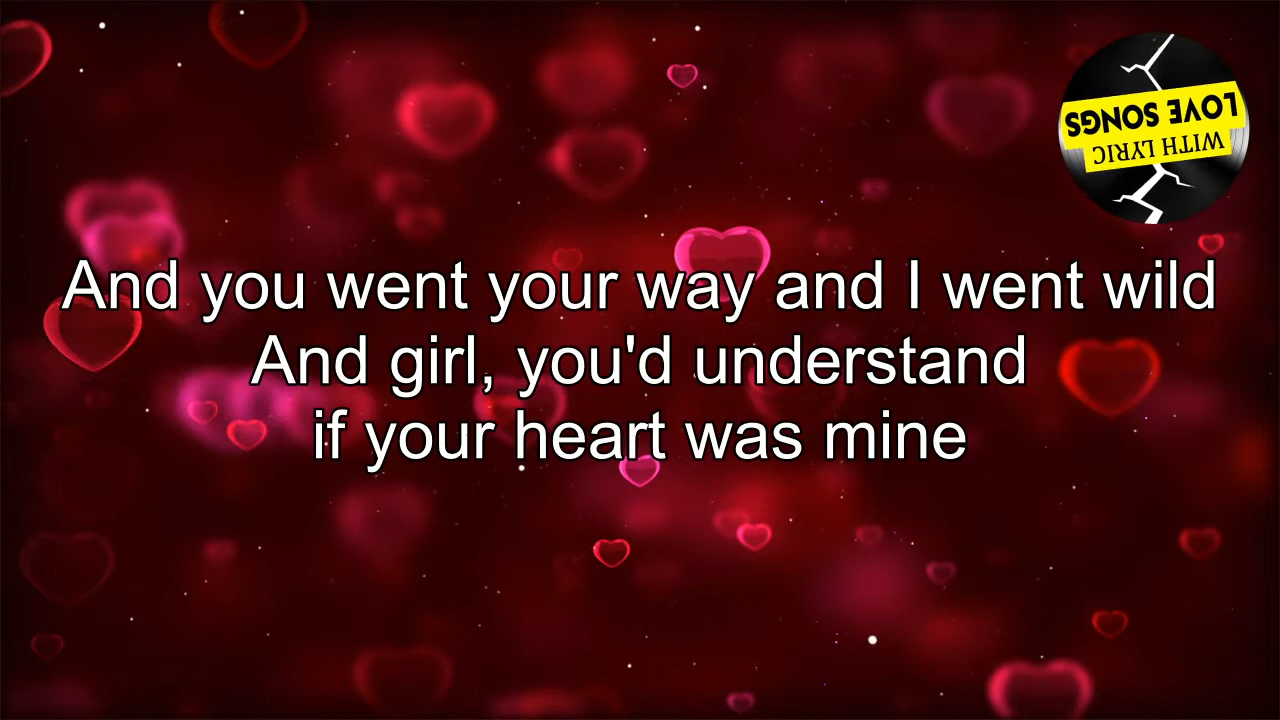 LOVE SONGS
WITH LYRIC
And you went your way and I went wild
And girl, you'd understand
if your heart was mine